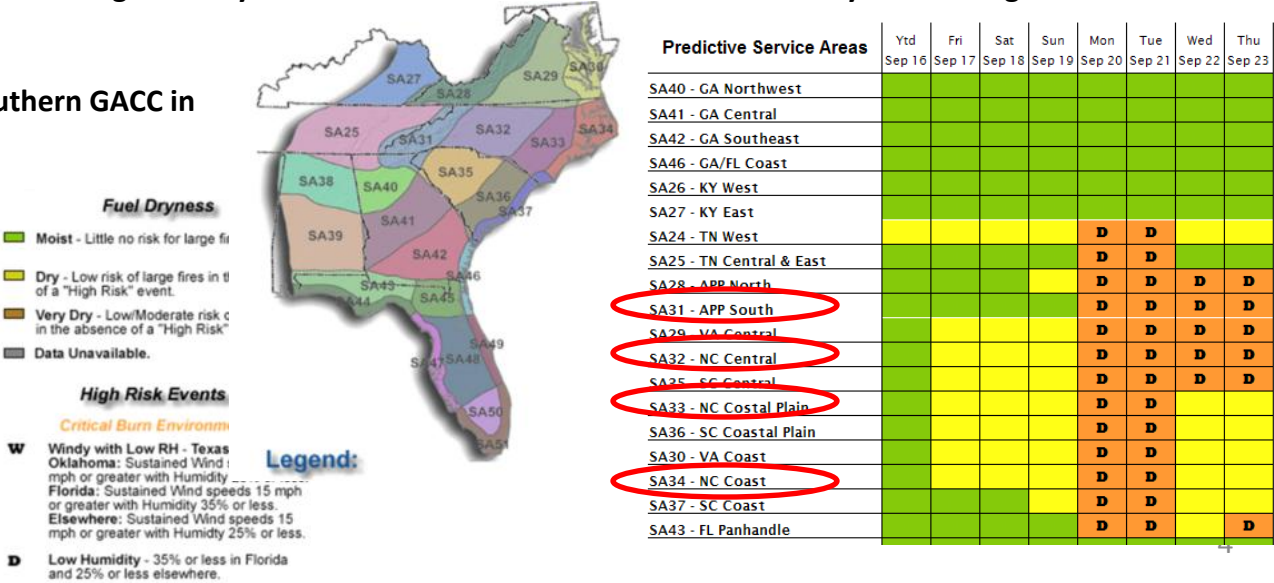 uthern GACC in
Fuel Dryness
Moist - Little no risk for large
Dry - Low risk of large fires in
of a "High Risk" event.
Very Dry - Low/Moderate risk
in the absence of a "High Risk"
Data Unavailable.
High Risk Events
Critical Burn
W Windy with Low RH - Texas
Oklahoma: Sustained Wind
mph or greater with Humidity
Florida: Sustained Wind speeds 15 mph
or greater with Humidity 35% or less.
Elsewhere: Sustained Wind speeds 15
mph or greater with Humidty 25% or less.
D Low Humidity - 35% or less in Florida
and 25% or less elsewhere.
SA27
SA28
SA29
SA30
SA25
SA31
SA32
SA33
SA34
SA38
SA40
SA35
SA36
SA37
SA39
SA41
SA42
SA46
SA43
SA44
SA45
SA47
SA48
SA49
SA50
SA51
Legend:
Predictive Service Areas Ytd Fri Sat Sun Mon Tue Wed Thu
Sep 16 Sep 17 Sep 18 Sep 19 Sep 20 Sep 21 Sep 22 Sep 23
SA40 - GA Northwest
SA41 - GA Central
SA42 - GA Southeast
SA46 - GA/FL Coast
SA26 - KY West
SA27 - KY East
SA24 - TN West D D
SA25 - TN Central & East D D
SA28 - APP North D D D D
SA31 - APP South D D D D
SA29 - VA Central D D D D
SA32 - NC Central D D D D
SA35 - SC Central D D D D
SA33 - NC Costal Plain D D
SA36 - SC Coastal Plain D D
SA30 - VA Coast D D
SA34 - NC Coast D D
SA37 - SC Coast D D
SA43 - FL Panhandle D D D
4